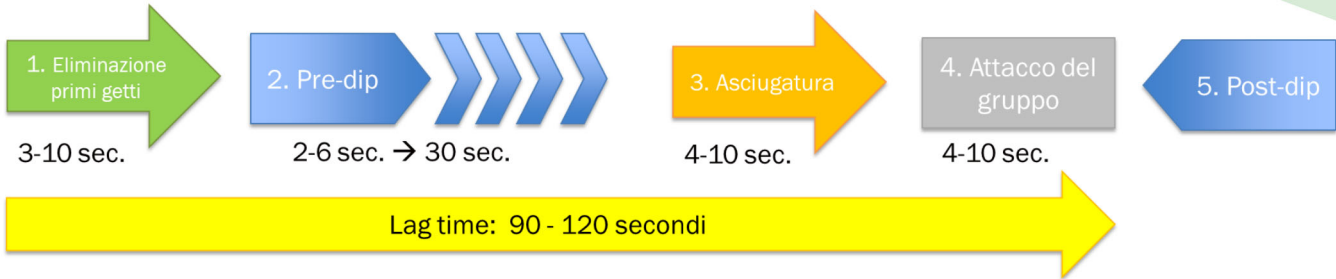 1. Eliminazione
primi getti
2. Pre-dip
3. Asciugatura
4. Attacco del
gruppo
5. Post-dip
3-10 sec.
2-6 sec. → 30 sec.
4-10 sec.
4-10 sec.
Lag time: 90 - 120 secondi